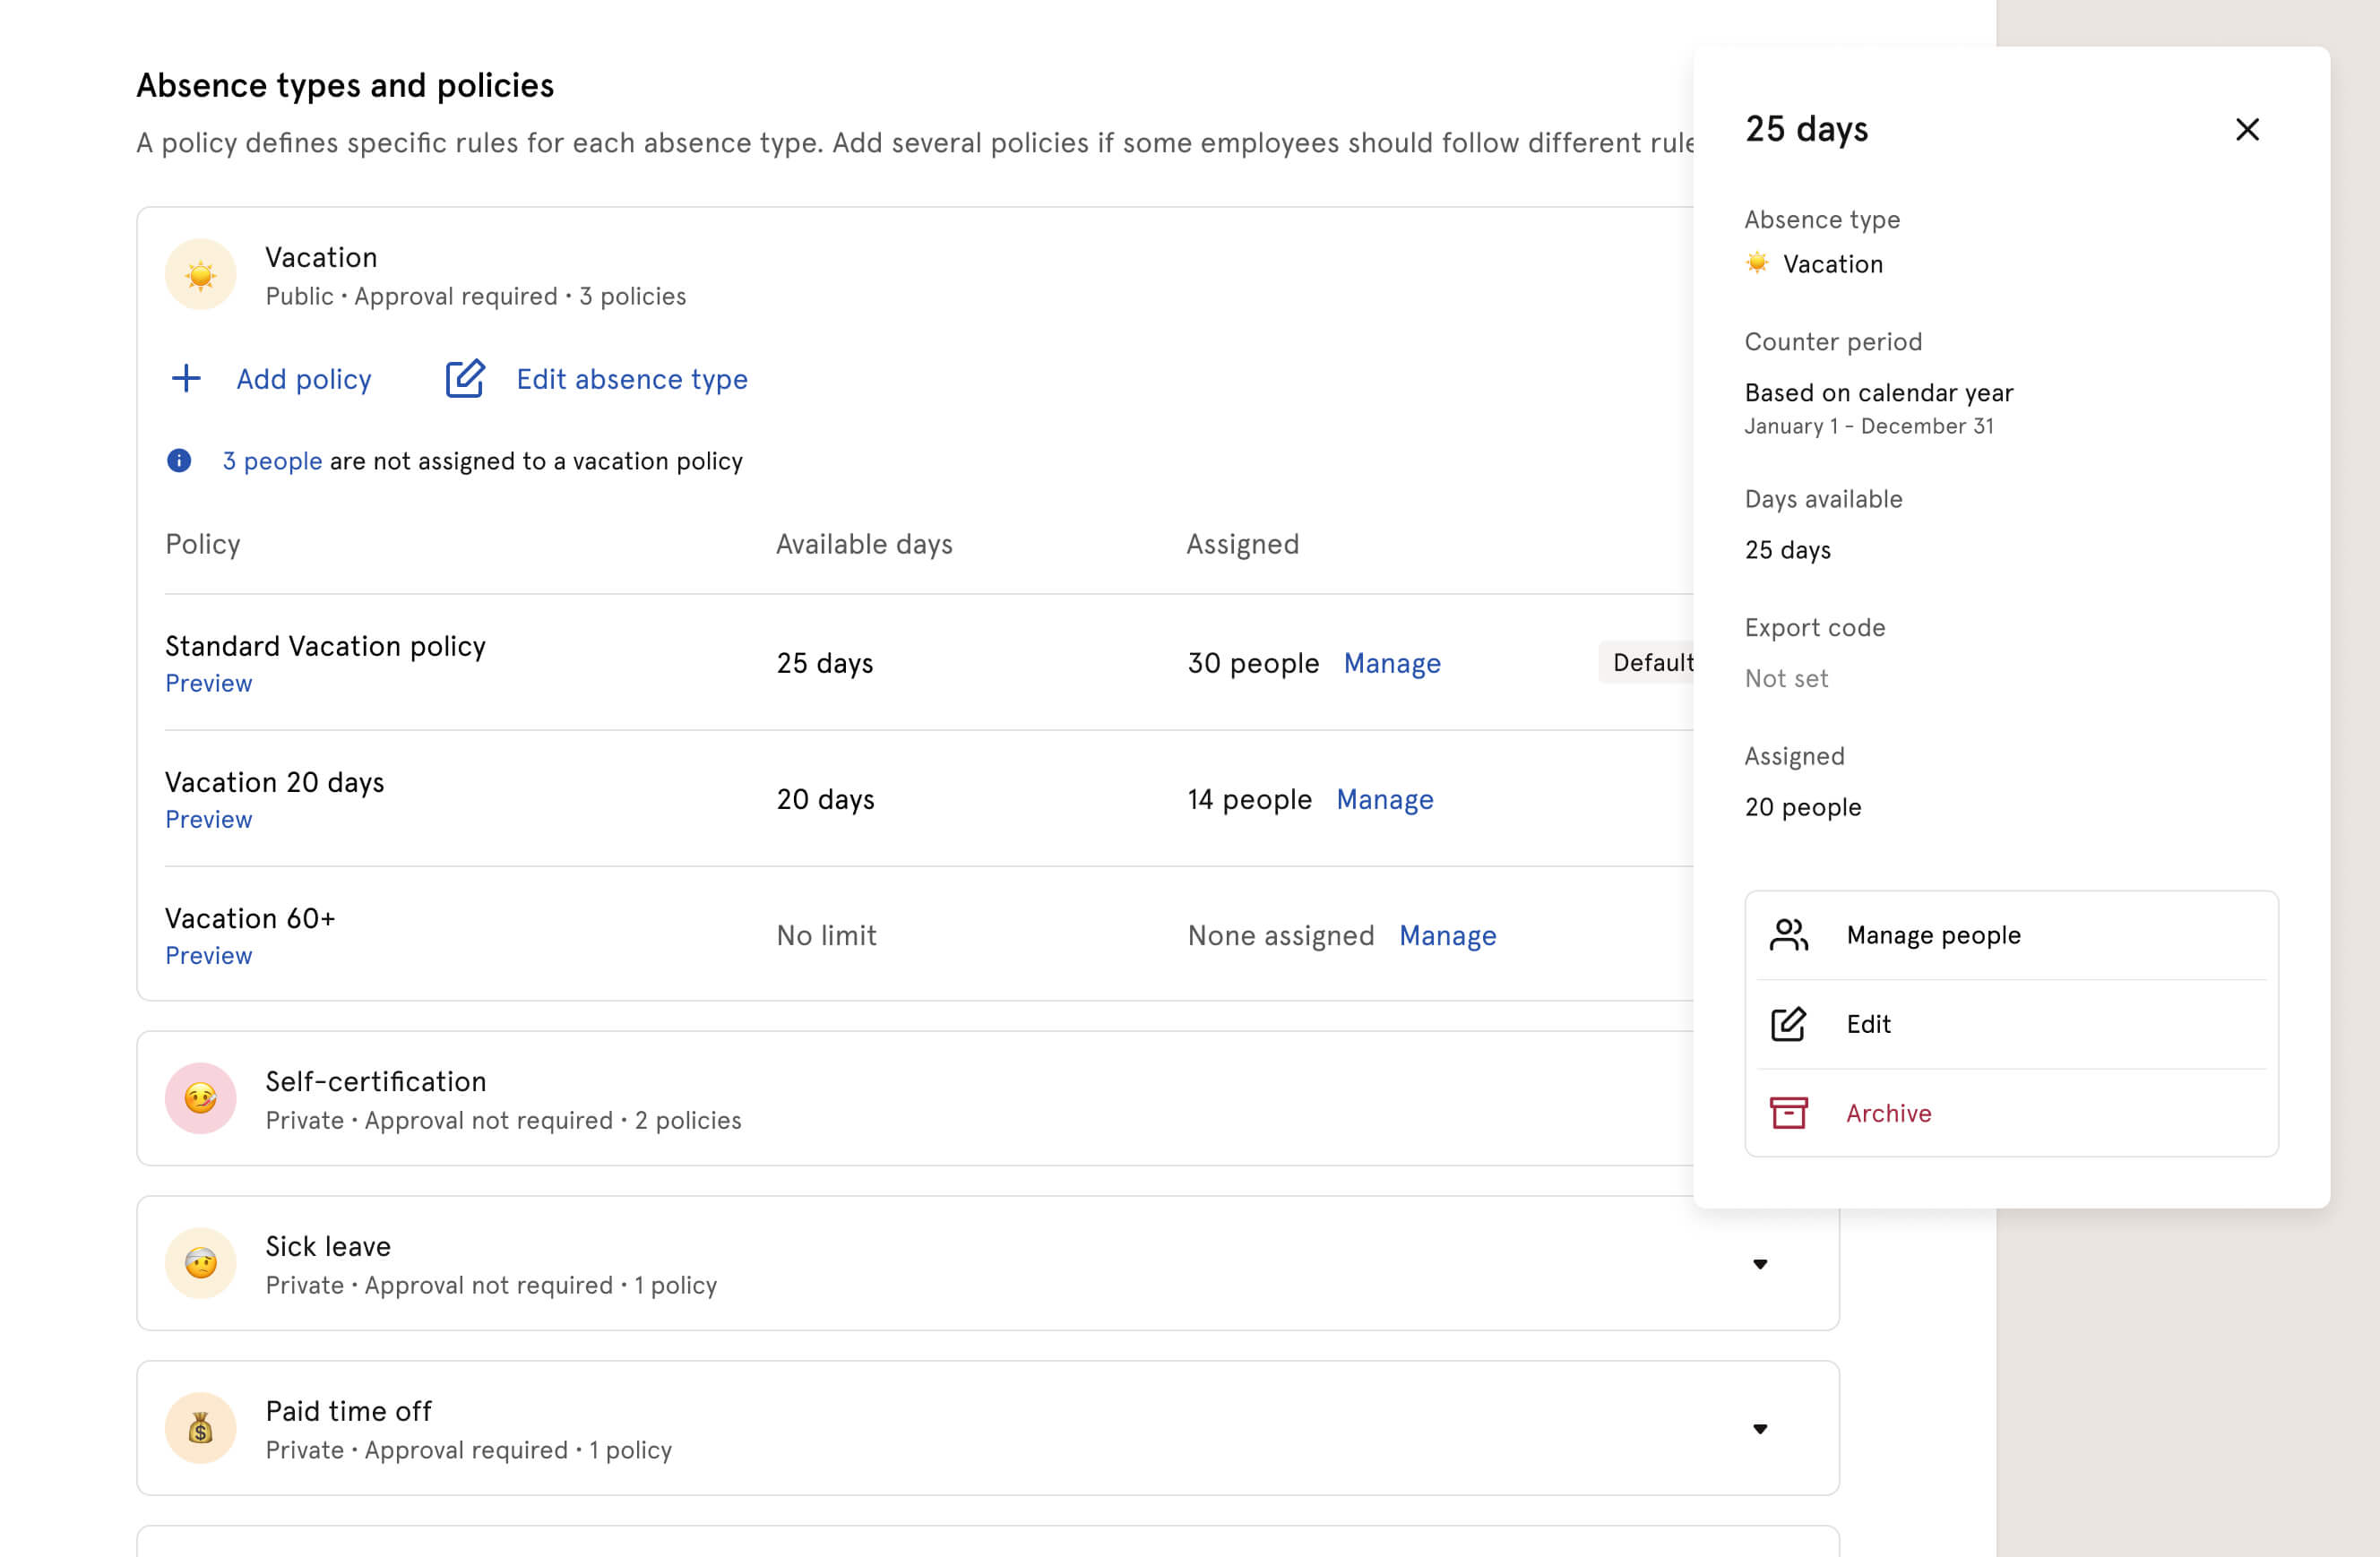 Absence types and policies
A policy defines specific rules for each absence type. Add several policies if some employees should follow different rule
Vacation
Public • Approval required • 3 policies
Add policy
Edit absence type
3 people are not assigned to a vacation policy
Policy Available days Assigned
Standard Vacation policy
Preview
25 days
30 people Manage
Default
Vacation 20 days
Preview
20 days
14 people Manage
Vacation 60+
Preview
No limit
None assigned Manage
Self-certification
Private • Approval not required • 2 policies
Sick leave
Private • Approval not required • 1 policy
Paid time off
Private • Approval required • 1 policy
25 days
Absence type
Vacation
Counter period
Based on calendar year
January 1 - December 31
Days available
25 days
Export code
Not set
Assigned
20 people
Manage people
Edit
Archive